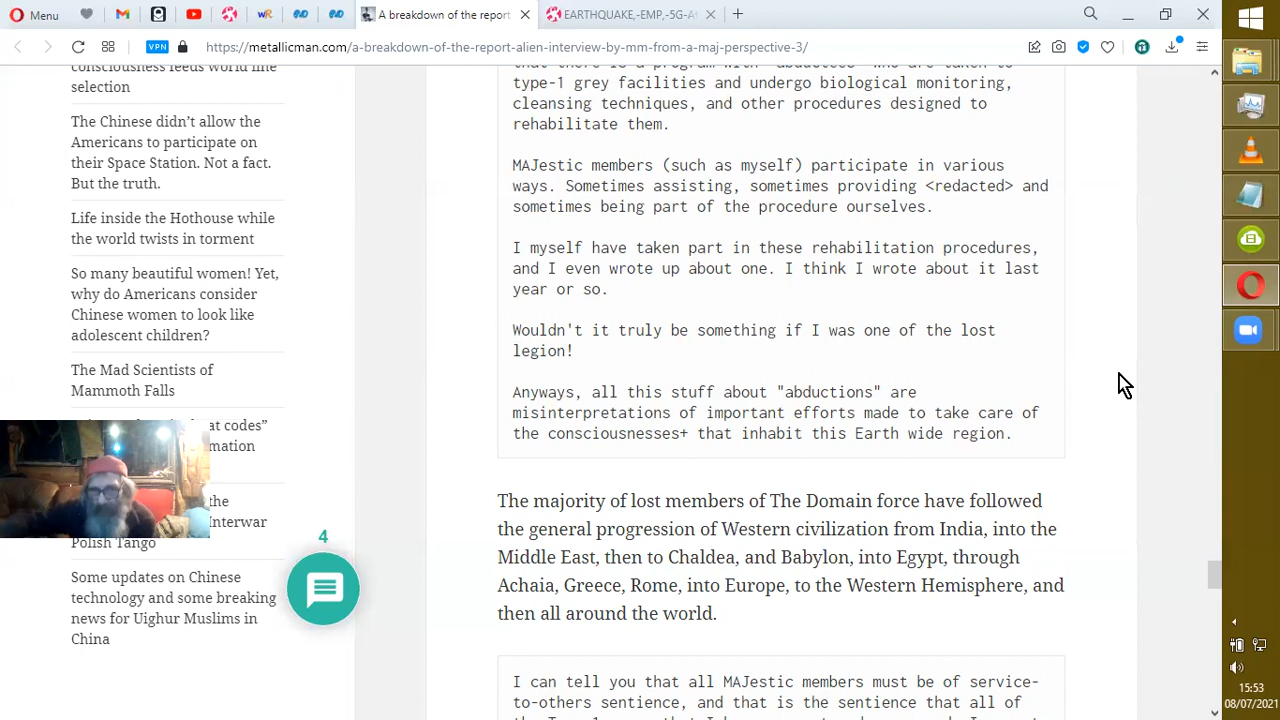 Menu
A breakdown of the report
EARTHQUAKE,-EMP,-5G-A
VPN
https://metallicman.com/a-breakdown-of-the-report-alien-interview-by-mm-from-a-maj-perspective-3/
consciousness feeds world line
selection
The Chinese didn’t allow the
Americans to participate on
their Space Station. Not a fact.
But the truth.
Life inside the Hothouse while
the world twists in torment
So many beautiful women! Yet,
why do Americans consider
Chinese women to look like
adolescent children?
The Mad Scientists of
Mammoth Falls
at codes”
mation
the
Interwar
Polish Tango
Some updates on Chinese
technology and some breaking
news for Uighur Muslims in
China
4
that there is a program with "abductees" who are taken to
type-1 grey facilities and undergo biological monitoring,
cleansing techniques, and other procedures designed to
rehabilitate them.
MAJestic members (such as myself) participate in various
ways. Sometimes assisting, sometimes providing <redacted> and
sometimes being part of the procedure ourselves.
I myself have taken part in these rehabilitation procedures,
and I even wrote up about one. I think I wrote about it last
year or so.
Wouldn't it truly be something if I was one of the lost
legion!
Anyways, all this stuff about "abductions" are
misinterpretations of important efforts made to take care of
the consciousnesses+ that inhabit this Earth wide region.
The majority of lost members of The Domain force have followed
the general progression of Western civilization from India, into the
Middle East, then to Chaldea, and Babylon, into Egypt, through
Achaia, Greece, Rome, into Europe, to the Western Hemisphere, and
then all around the world.
I can tell you that all MAJestic members must be of service-
to-others sentience, and that is the sentience that all of
15:53
08/07/2021